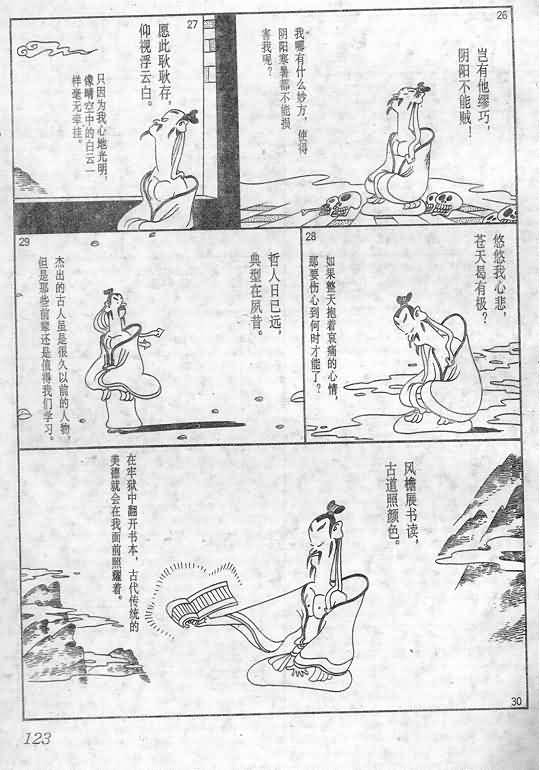 26
岂有他缪巧，
阴阳不能贼！
我哪有什么妙方，使得
阴阳寒暑都不能损
害我呢？
27
愿此耿耿存，
仰视浮云白。
只因为我心地光明，
像晴空中的白云一
样毫无牵挂。
28
悠悠我心悲，
苍天曷有极？
如果整天抱着哀痛的心情，
那要伤心到何时才能了？
29
哲人日已远，
典型在夙昔。
杰出的古人虽是很久以前的人物，
但是那些前辈还是值得我们学习。
风檐展书读，
古道照颜色。
在牢狱中翻开书本，古代传统的
美德就会在我面前照耀着。
30
123